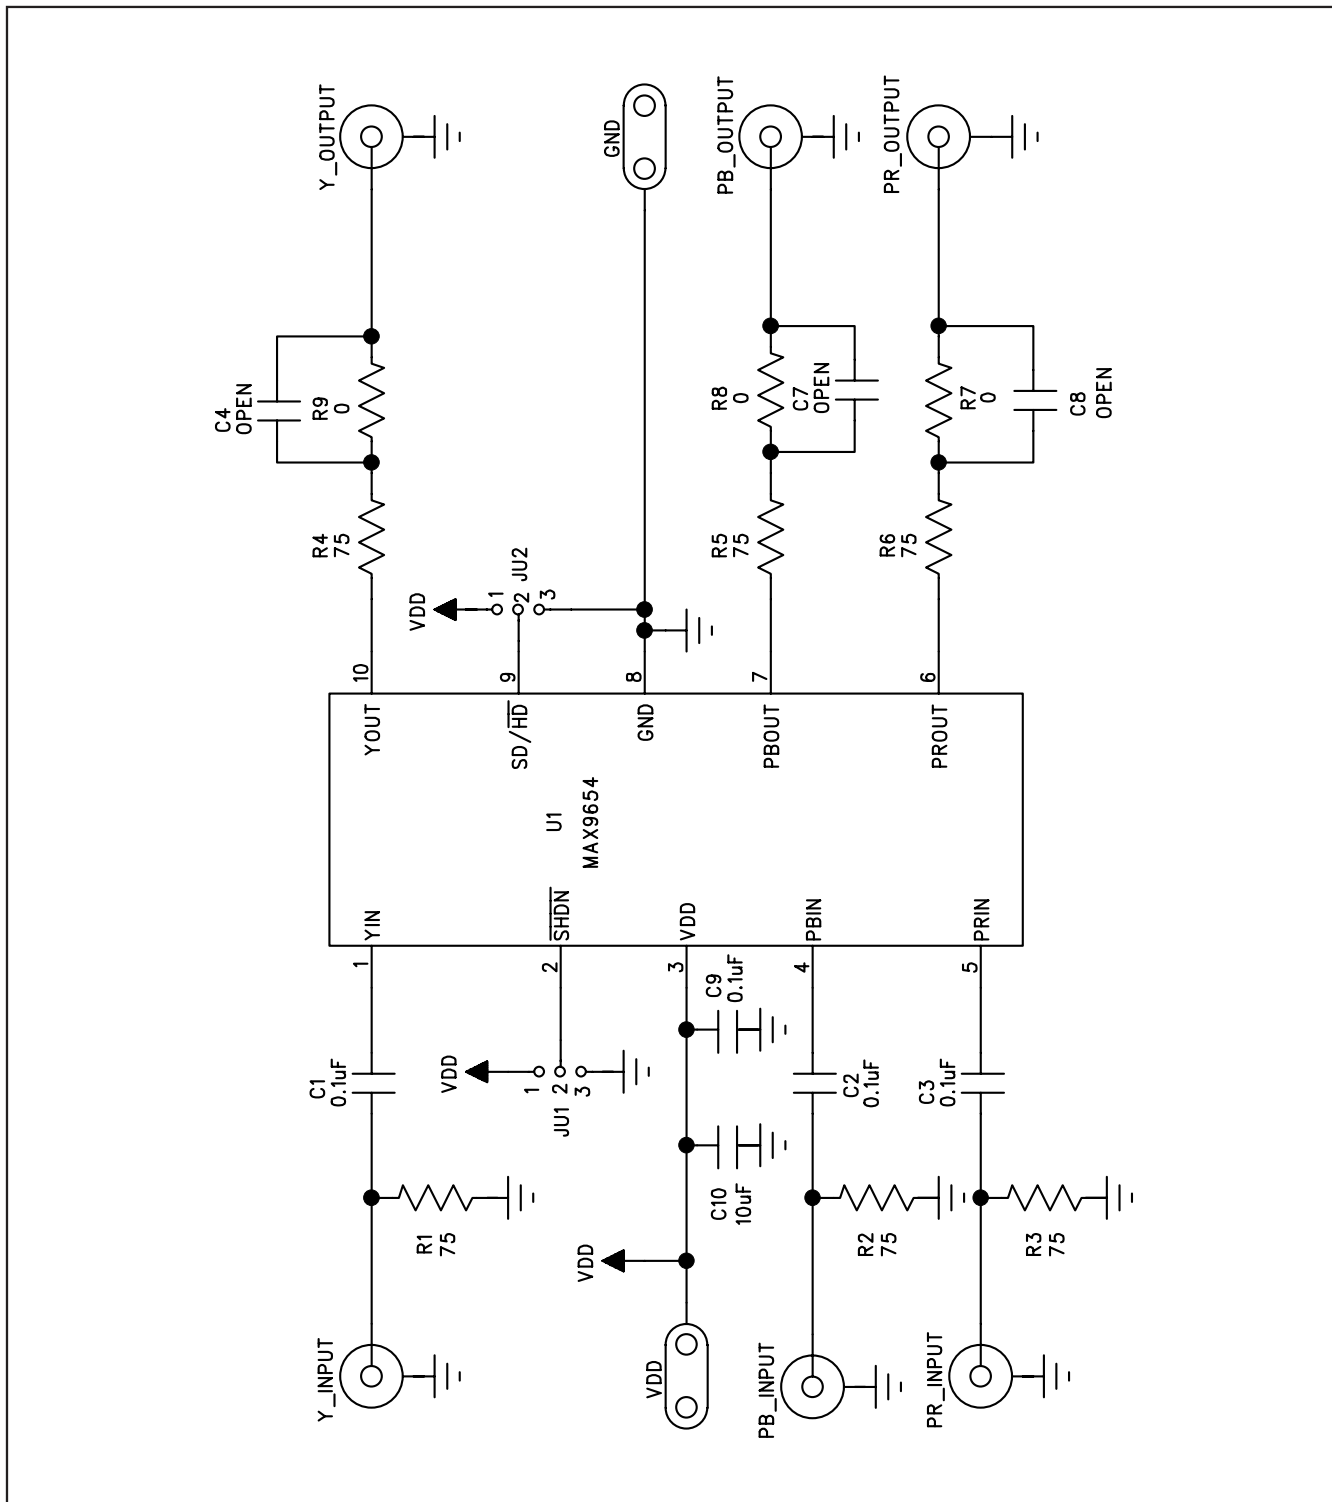 Y_INPUT
R1
75
C1
0.1uF
VDD
1
2
3
JU1
VDD
VDD
C10
10uF
C9
0.1uF
PB_INPUT
R2
75
C2
0.1uF
PR_INPUT
R3
75
C3
0.1uF
1
YIN
2
SHDN
3
VDD
4
PBIN
5
PRIN
U1
MAX9654
YOUT
10
SD/HD
9
GND
8
PBOUT
7
PROUT
6
VDD
1
2
3
JU2
R4
75
C4
OPEN
R9
0
Y_OUTPUT
GND
R5
75
R8
0
C7
OPEN
PB_OUTPUT
R6
75
R7
0
C8
OPEN
PR_OUTPUT